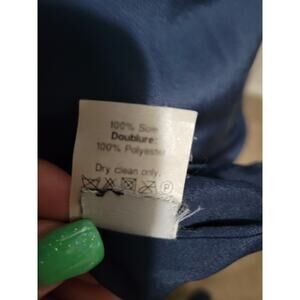 100% Soie
Doublure:
100% Polyester
Dry clean only.
P